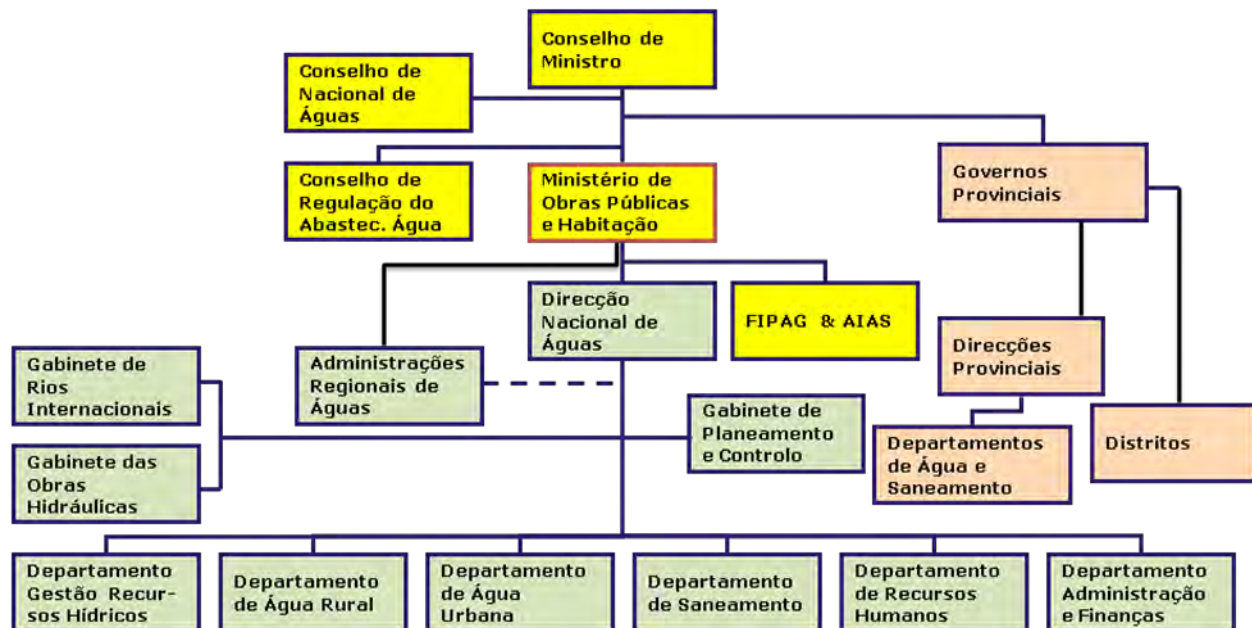 Conselho de
Ministro
Conselho de
Nacional de
Águas
Conselho de
Regulação do
Abastec. Água
Ministério de
Obras Públicas
e Habitação
Governos
Provinciais
Direcção
Nacional de
Águas
FIPAG & AIAS
Direcções
Provinciais
Administrações
Regionais de
Águas
Gabinete de
Rios
Internacionais
Gabinete de
Planeamento
e Controlo
Departamentos
de Água e
Saneamento
Distritos
Gabinete das
Obras
Hidráulicas
Departamento
Gestão Recur-
sos Hídricos
Departamento
de Água Rural
Departamento
de Água
Urbana
Departamento
de Saneamento
Departamento
de Recursos
Humanos
Departamento
Administração
e Finanças